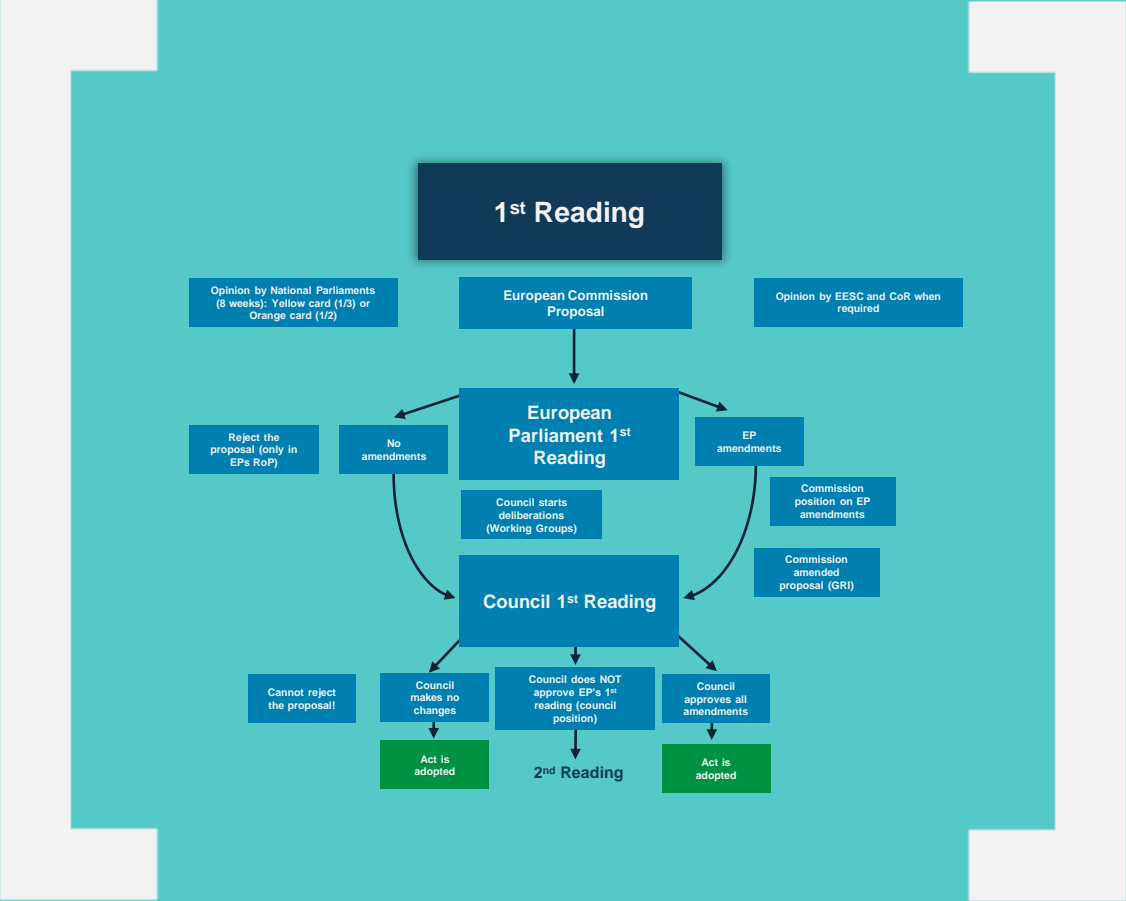 1st Reading
Opinion by National Parliaments
(8 weeks): Yellow card (1/3) or
Orange card (1/2)
European Commission
Proposal
Opinion by EESC and CoR when
required
European
Parliament 1st
Reading
Reject the
proposal (only in
EPs RoP)
No
amendments
EP
amendments
Commission
position on EP
amendments
Council starts
deliberations
(Working Groups)
Commission
amended
proposal (GRI)
Council 1st Reading
Cannot reject
the proposal!
Council
makes no
changes
Council does NOT
approve EP's 1st
reading (council
position)
Council
approves all
amendments
Act is
adopted
2nd Reading
Act is
adopted